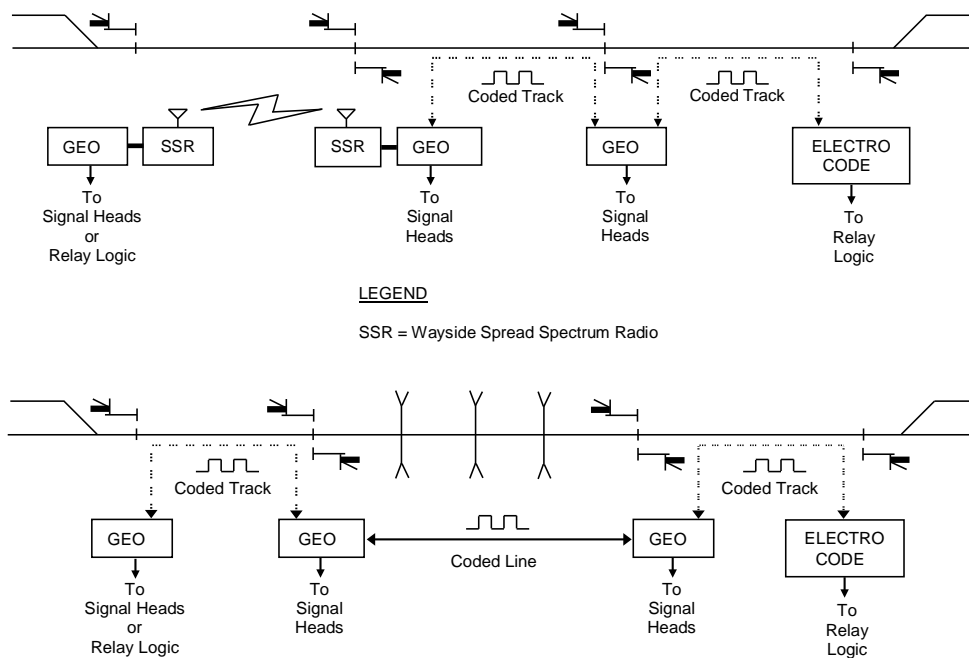 Coded Track
Coded Track
GEO
SSR
SSR
GEO
GEO
ELECTRO
CODE
To
Signal Heads
or
Relay Logic
To
Signal
Heads
To
Signal
Heads
To
Relay
Logic
LEGEND
SSR = Wayside Spread Spectrum Radio
Coded Track
Coded Track
GEO
GEO
Coded Line
GEO
ELECTRO
CODE
To
Signal Heads
or
Relay Logic
To
Signal
Heads
To
Signal
Heads
To
Relay
Logic